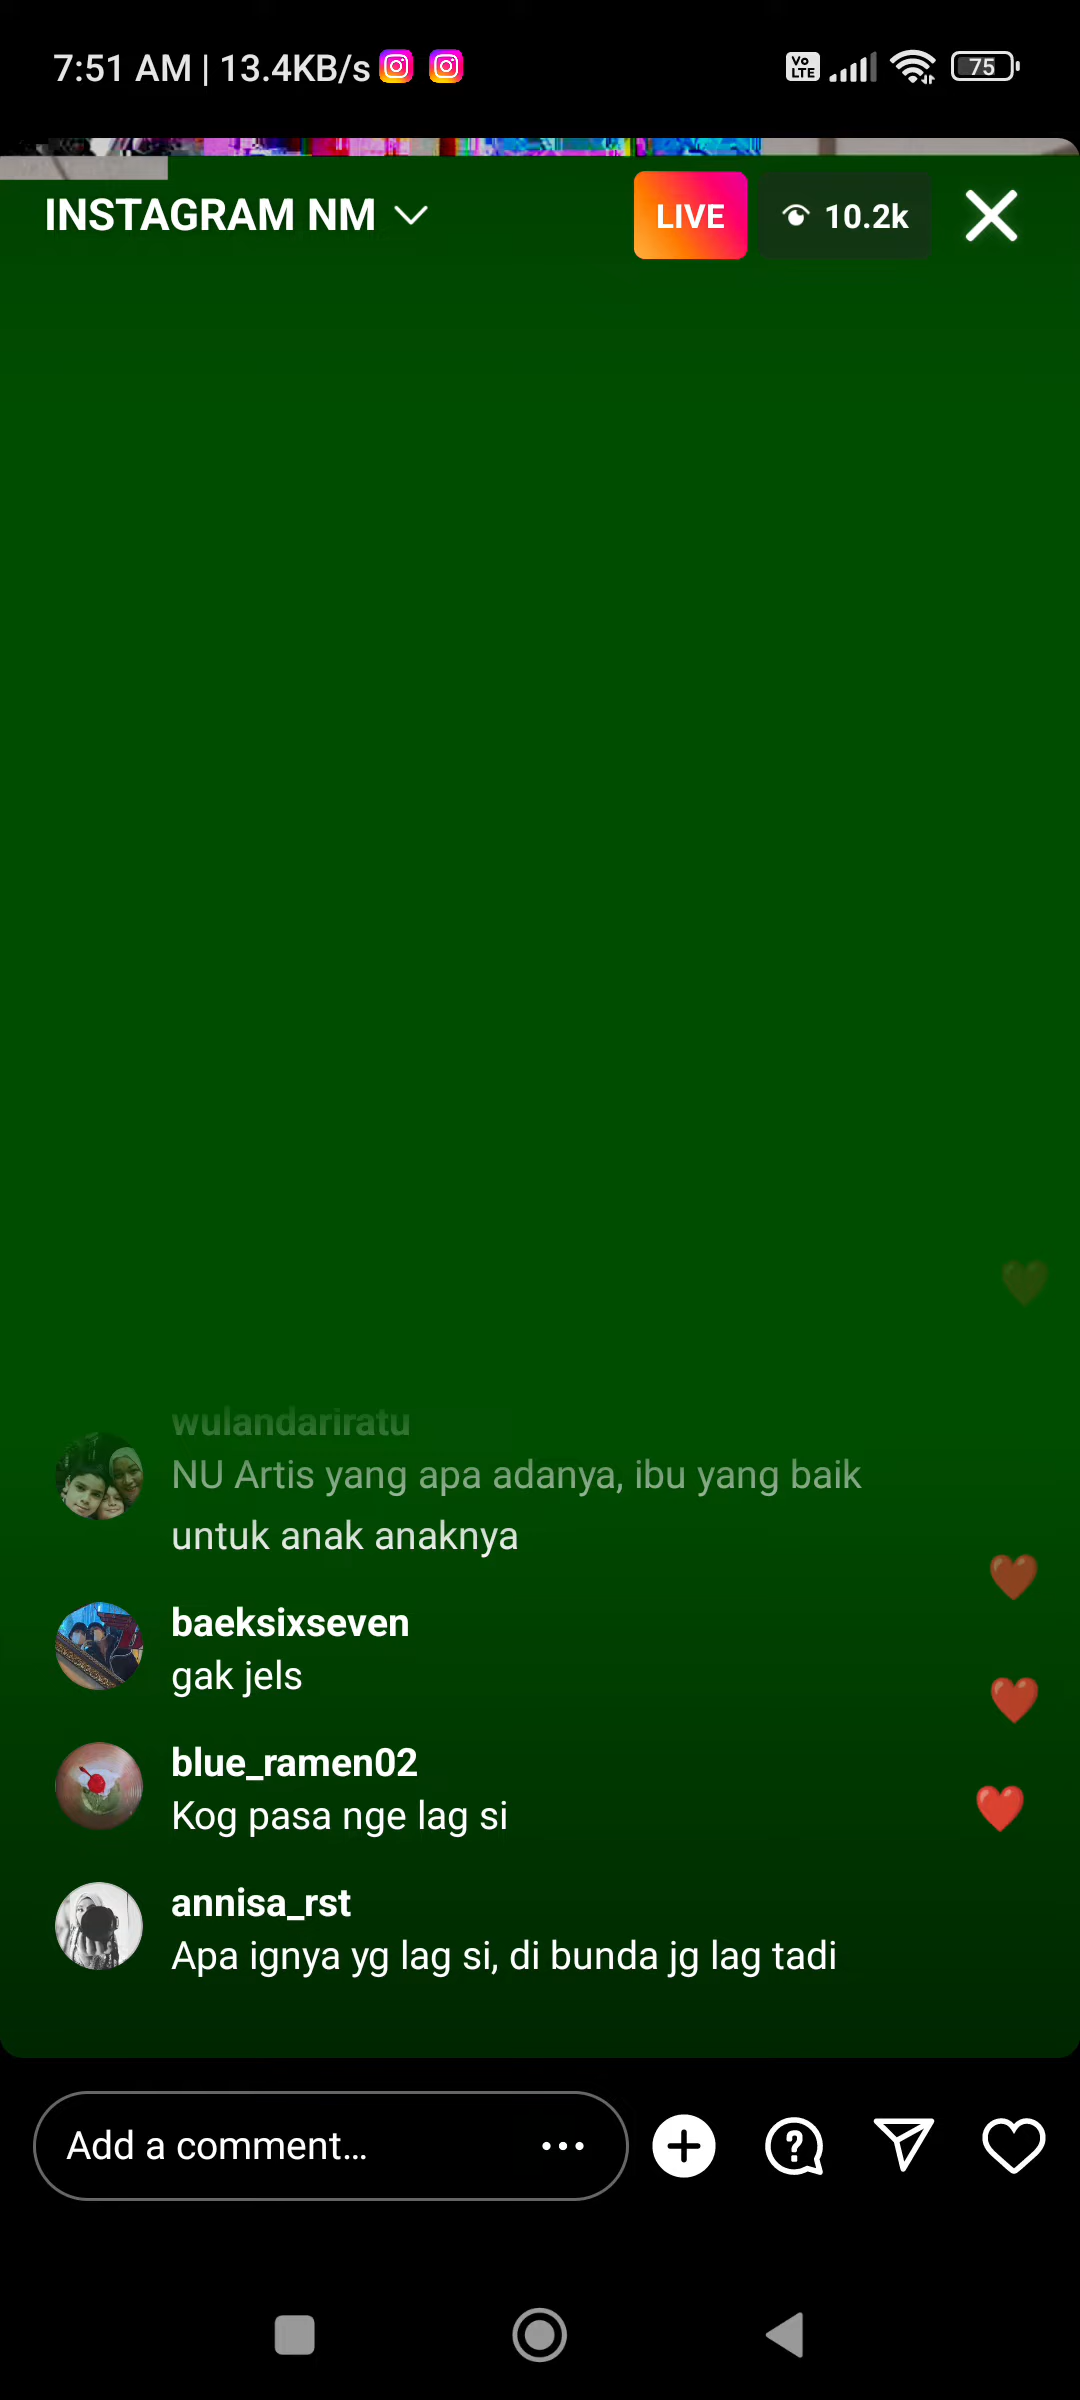 7:51 AM | 13.4KB/s
Vo
LTE
75
INSTAGRAM NM
LIVE
10.2k
wulandariratu
NU Artis yang apa adanya, ibu yang baik
untuk anak anaknya
baeksixseven
gak jels
blue_ramen02
Kog pasa nge lag si
annisa_rst
Apa ignya yg lag si, di bunda jg lag tadi
Add a comment...